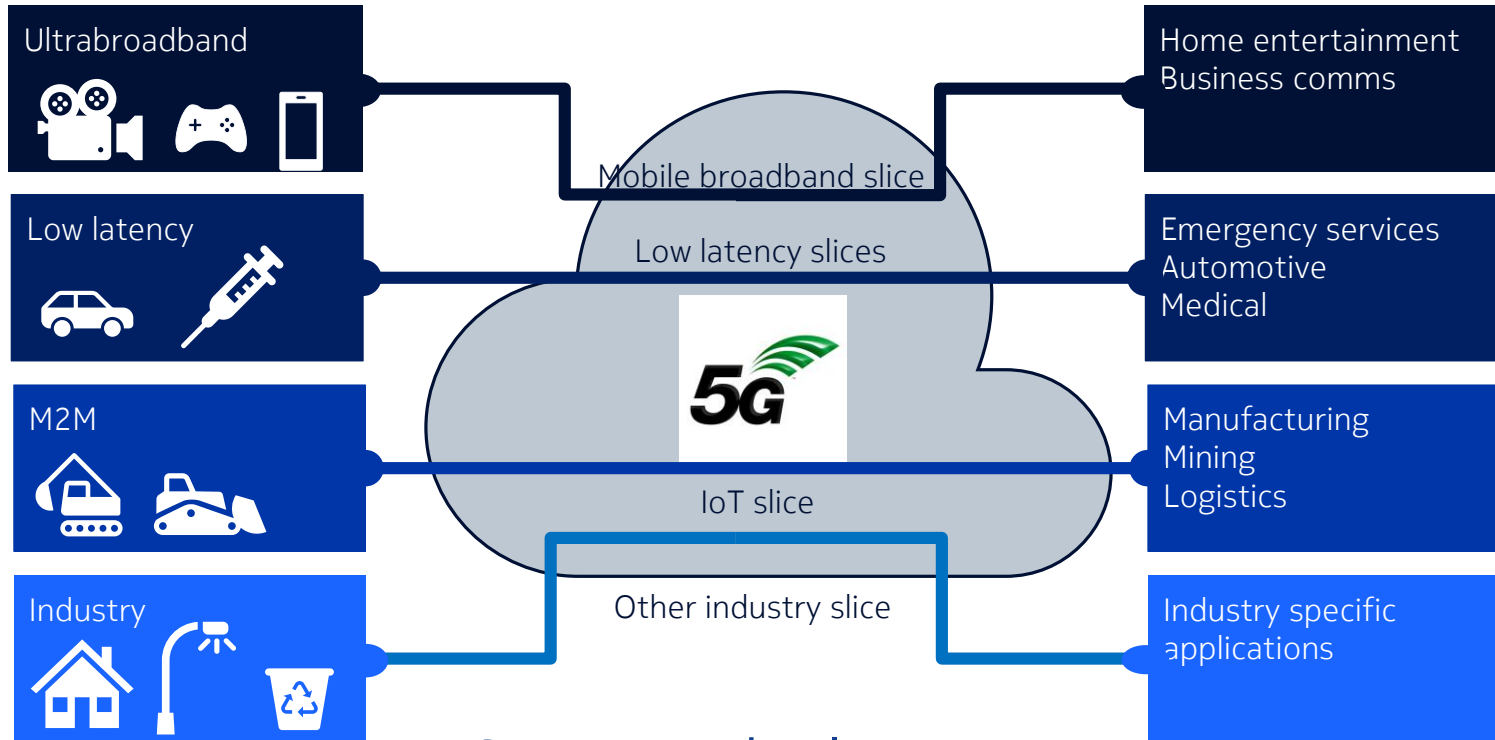 Ultrabroadband
Home entertainment
Business comms
Mobile broadband slice
Low latency
Low latency slices
Emergency services
Automotive
Medical
5G
M2M
Manufacturing
Mining
Logistics
IoT slice
Industry
Other industry slice
Industry specific
applications